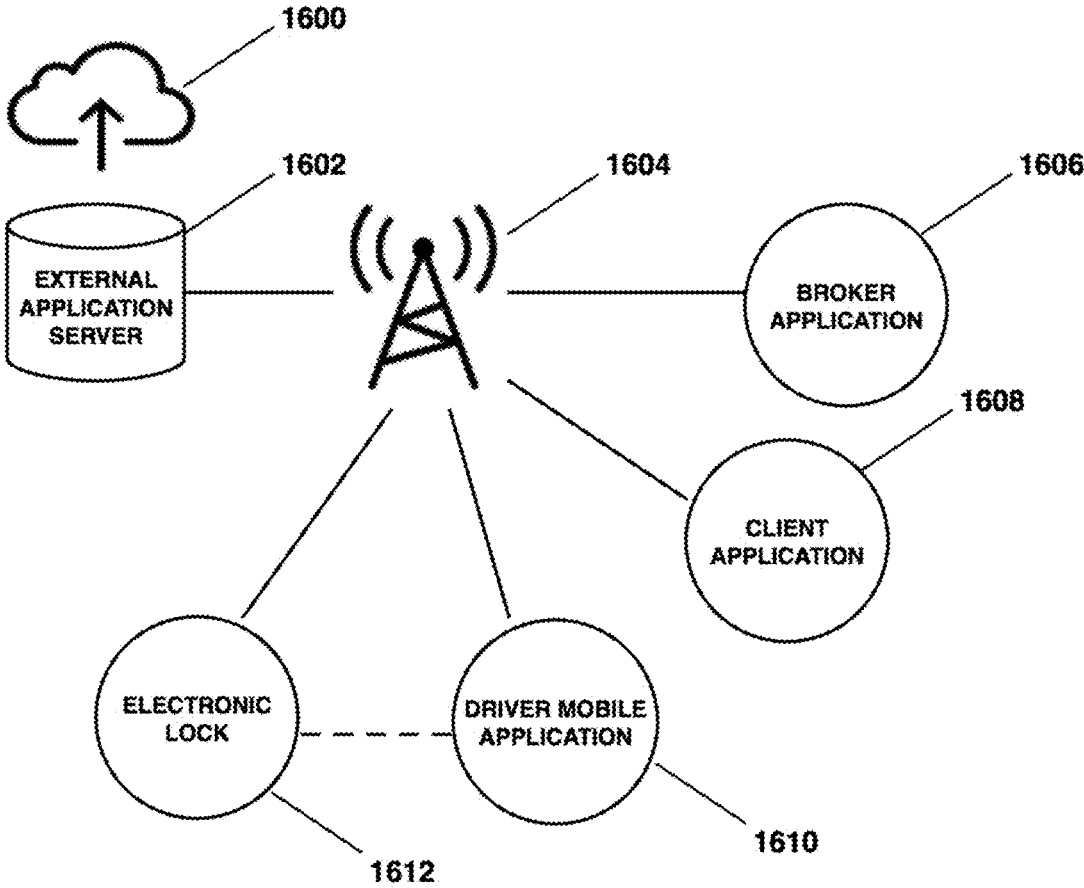 1600
1602
1604
1606
EXTERNAL
APPLICATION
SERVER
BROKER
APPLICATION
1608
CLIENT
APPLICATION
ELECTRONIC
LOCK
DRIVER MOBILE
APPLICATION
1610
1612